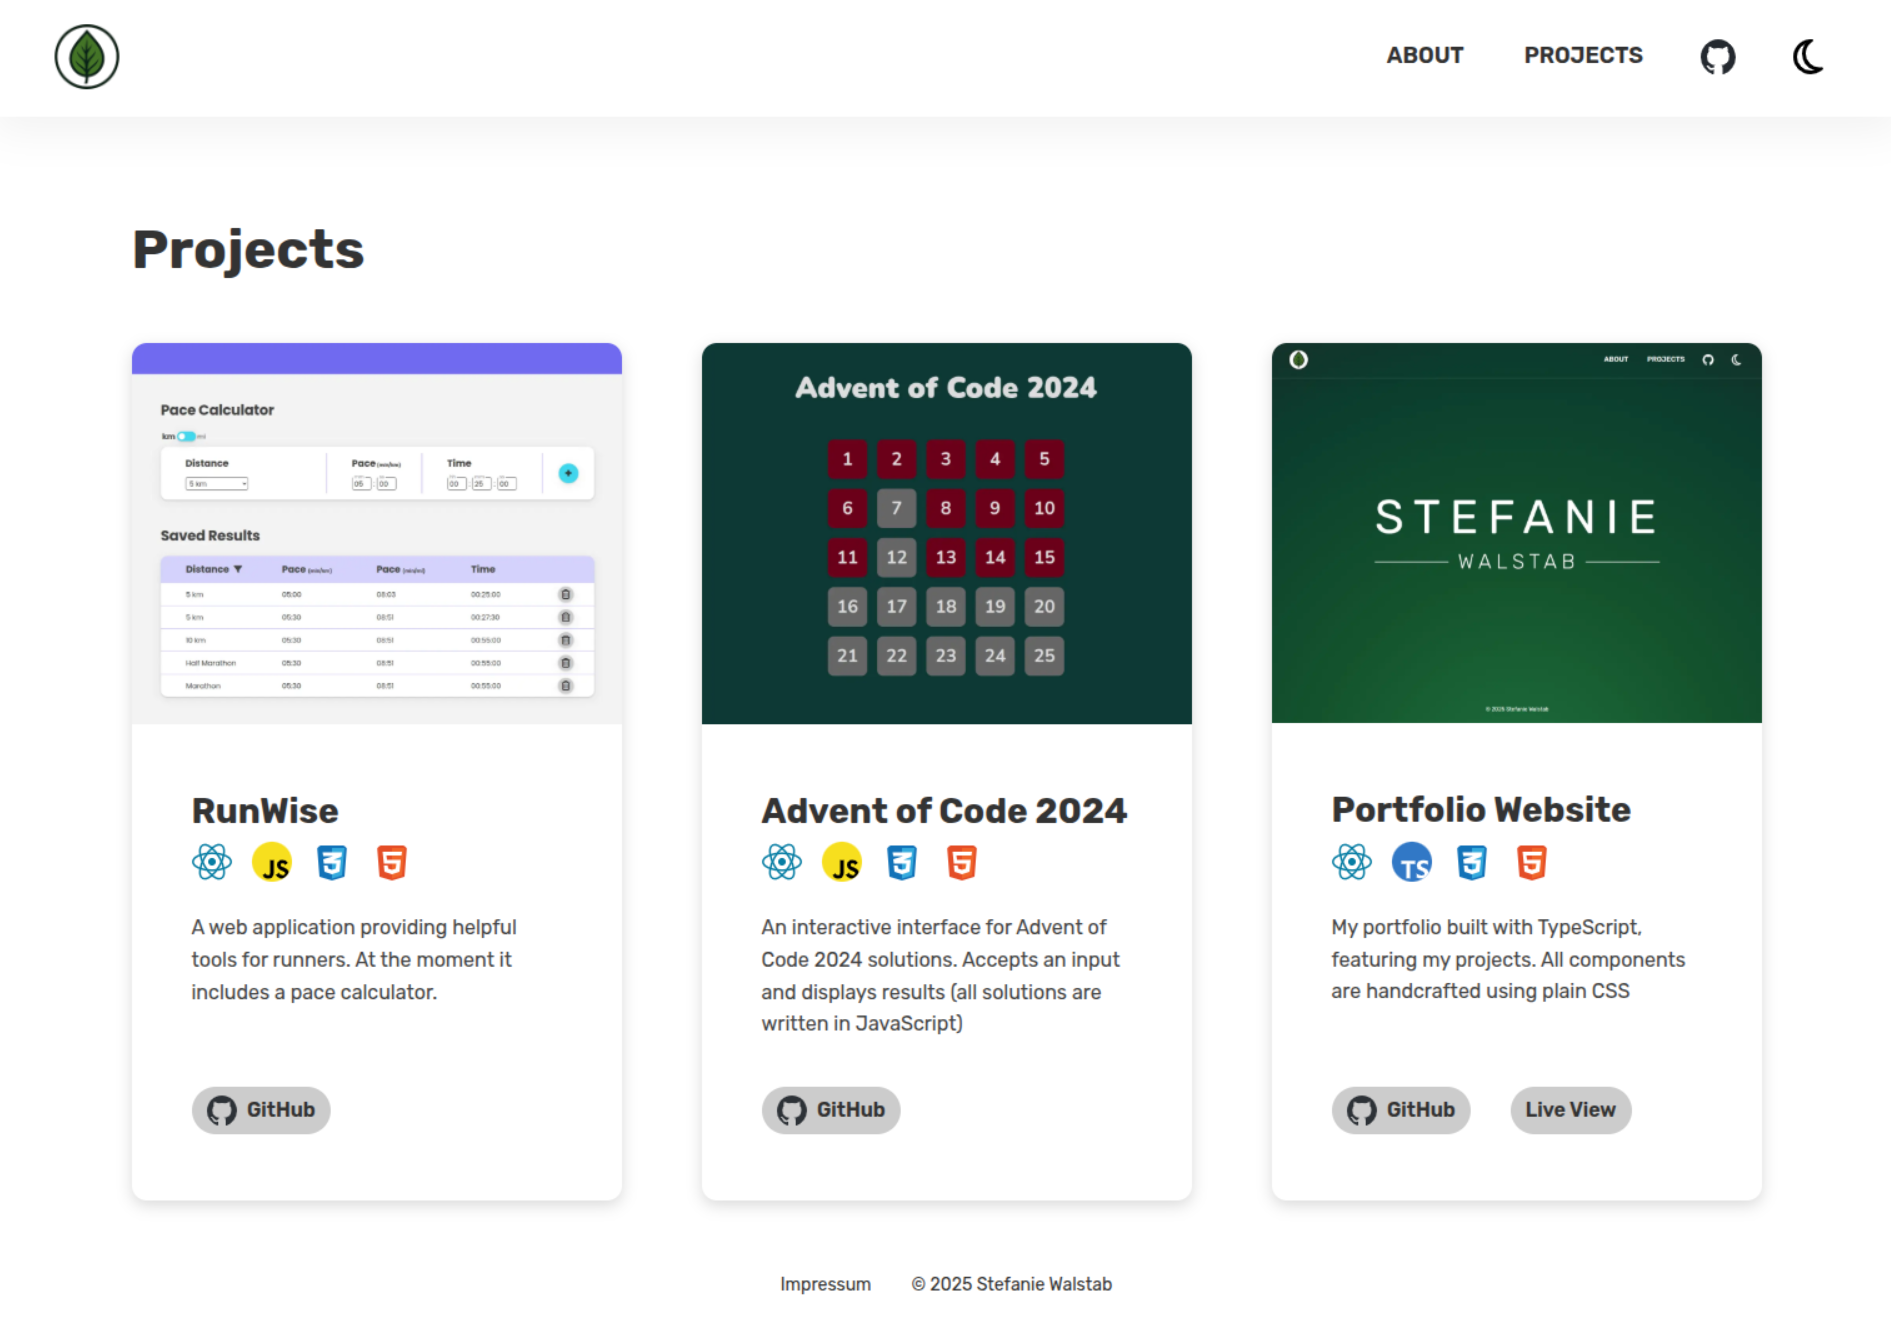 ABOUT PROJECTS
Projects
Pace Calculator
km mi
Distance Pace (min/km) Time
5 km 05 : 00 00 : 25 : 00
+
Saved Results
Distance Pace (min/km) Pace (min/mi) Time
5 km 05:00 08:03 00:25:00
5 km 05:30 08:51 00:27:30
10 km 05:30 08:51 00:55:00
Half Marathon 05:30 08:51 00:55:00
Marathon 05:30 08:51 00:55:00
RunWise
JS 3 5
A web application providing helpful
tools for runners. At the moment it
includes a pace calculator.
GitHub
Advent of Code 2024
1 2 3 4 5
6 7 8 9 10
11 12 13 14 15
16 17 18 19 20
21 22 23 24 25
Advent of Code 2024
JS 3 5
An interactive interface for Advent of
Code 2024 solutions. Accepts an input
and displays results (all solutions are
written in JavaScript)
GitHub
ABOUT PROJECTS
STEFANIE
WALSTAB
© 2025 Stefanie Walstab
Portfolio Website
TS 3 5
My portfolio built with TypeScript,
featuring my projects. All components
are handcrafted using plain CSS
GitHub Live View
Impressum © 2025 Stefanie Walstab